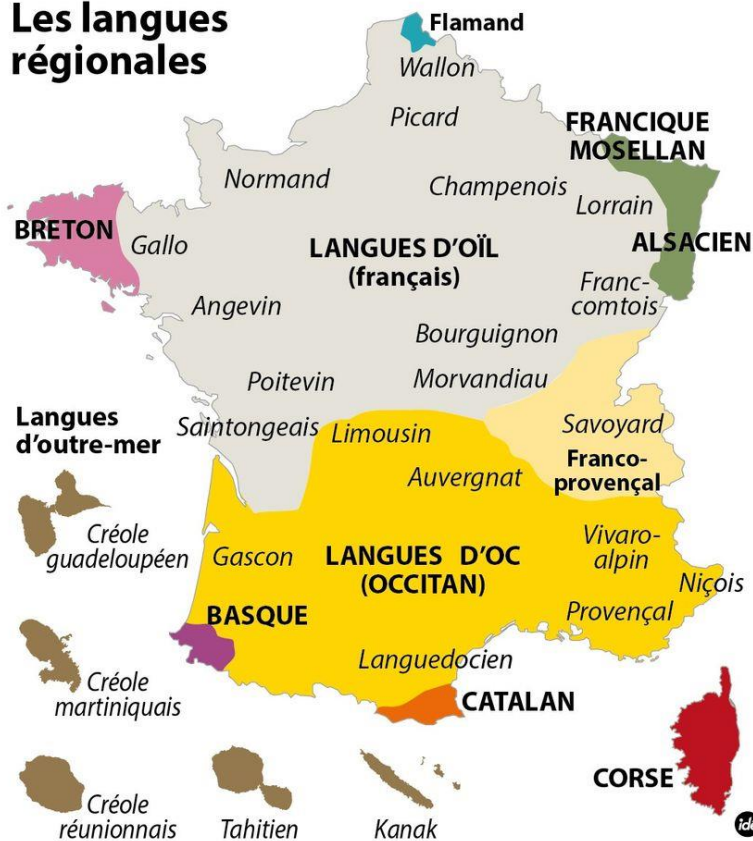 Les langues
régionales
Flamand
Wallon
Picard
FRANCIQUE
MOSELLAN
Normand
Champenois
Lorrain
BRETON
Gallo
LANGUES D'OÏL
(français)
ALSACIEN
Franc-
comtois
Angevin
Bourguignon
Poitevin
Morvandiau
Langues
d'outre-mer
Saintongeais
Limousin
Savoyard
Franco-
provençal
Auvergnat
Créole
guadeloupéen
Gascon
LANGUES D'OC
(OCCITAN)
Vivaro-
alpin
Niçois
BASQUE
Provençal
Languedocien
Créole
martiniquais
CATALAN
CORSE
Créole
réunionnais
Tahitien
Kanak